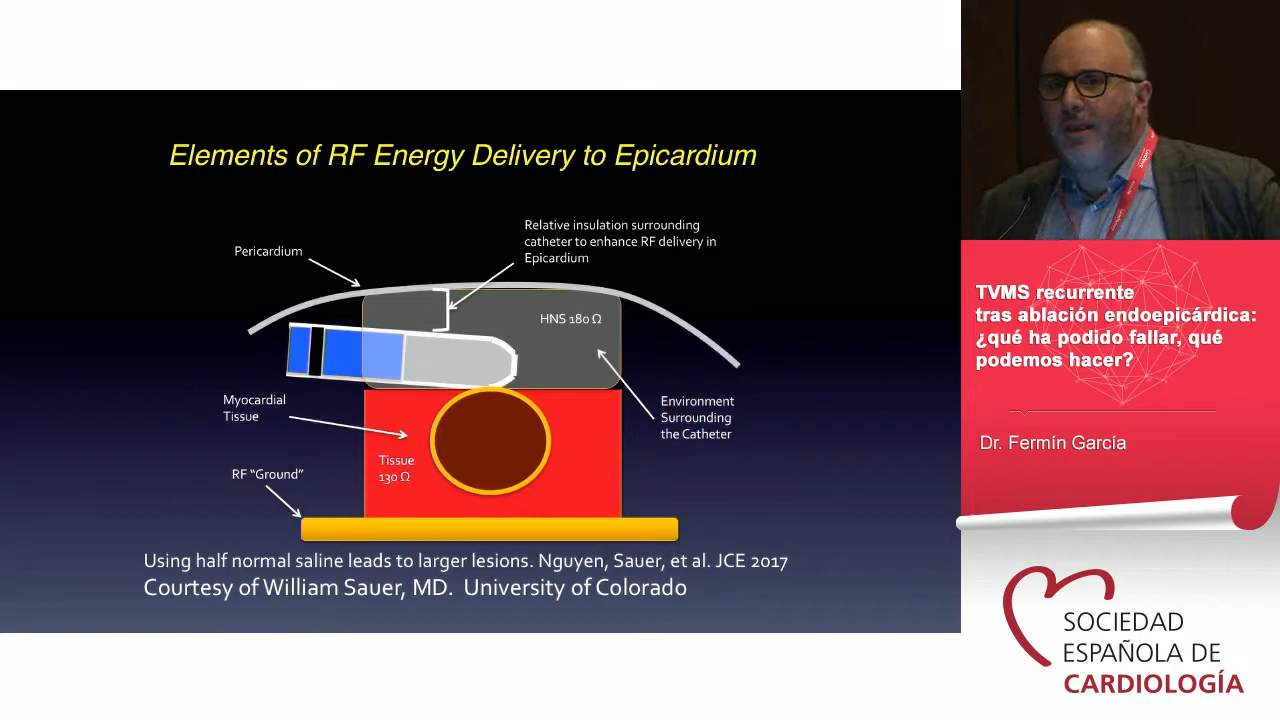 Elements of RF Energy Delivery to Epicardium
Relative insulation surrounding
catheter to enhance RF delivery in
Epicardium
Pericardium
HNS 180 Ω
Myocardial
Tissue
Environment
Surrounding
the Catheter
Tissue
130 Ω
RF “Ground”
Using half normal saline leads to larger lesions. Nguyen, Sauer, et al. JCE 2017
Courtesy of William Sauer, MD.  University of Colorado
TVMS recurrente
tras ablación endoepicárdica:
¿qué ha podido fallar, qué
podemos hacer?
Dr. Fermín García
SOCIEDAD
ESPAÑOLA DE
CARDIOLOGÍA